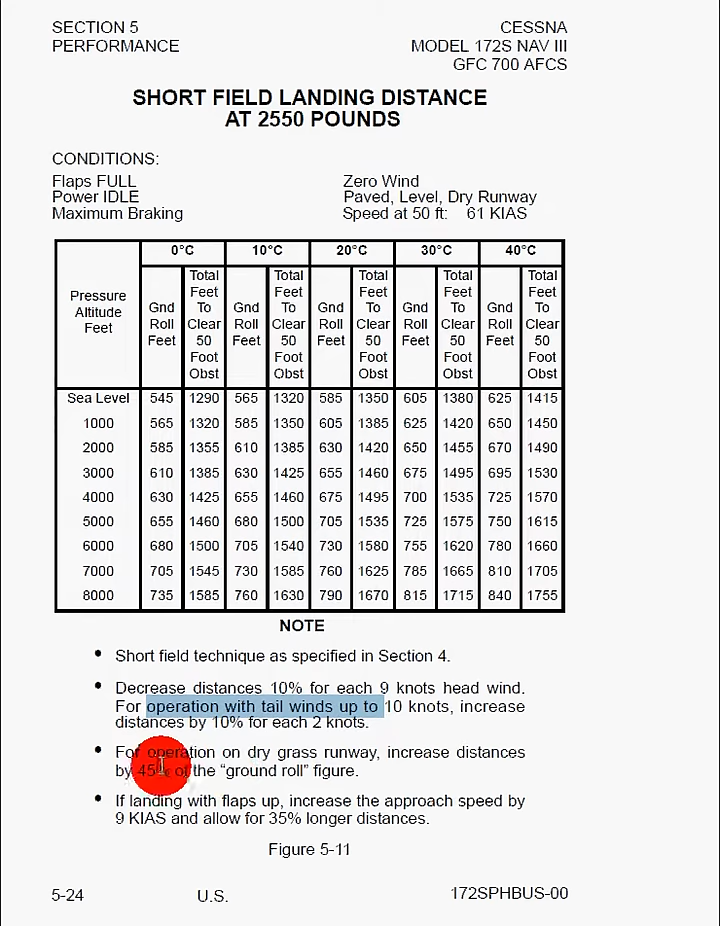 SECTION 5
PERFORMANCE
CESSNA
MODEL 172S NAV III
GFC 700 AFCS
SHORT FIELD LANDING DISTANCE
AT 2550 POUNDS
CONDITIONS:
Flaps FULL
Power IDLE
Maximum Braking
Zero Wind
Paved, Level, Dry Runway
Speed at 50 ft: 61 KIAS
0°C 10°C 20°C 30°C 40°C
Pressure Altitude Feet
Gnd Roll Feet
Total Feet To Clear 50 Foot Obst
Gnd Roll Feet
Total Feet To Clear 50 Foot Obst
Gnd Roll Feet
Total Feet To Clear 50 Foot Obst
Gnd Roll Feet
Total Feet To Clear 50 Foot Obst
Gnd Roll Feet
Total Feet To Clear 50 Foot Obst
Sea Level 545 1290 565 1320 585 1350 605 1380 625 1415
1000 565 1320 585 1350 605 1385 625 1420 650 1450
2000 585 1355 610 1385 630 1420 650 1455 670 1490
3000 610 1385 630 1425 655 1460 675 1495 695 1530
4000 630 1425 655 1460 675 1495 700 1535 725 1570
5000 655 1460 680 1500 705 1535 725 1575 750 1615
6000 680 1500 705 1540 730 1580 755 1620 780 1660
7000 705 1545 730 1585 760 1625 785 1665 810 1705
8000 735 1585 760 1630 790 1670 815 1715 840 1755
NOTE
• Short field technique as specified in Section 4.
• Decrease distances 10% for each 9 knots head wind.
For operation with tail winds up to 10 knots, increase
distances by 10% for each 2 knots.
• For operation on dry grass runway, increase distances
by 45% of the “ground roll” figure.
• If landing with flaps up, increase the approach speed by
9 KIAS and allow for 35% longer distances.
Figure 5-11
5-24
U.S.
172SPHBUS-00